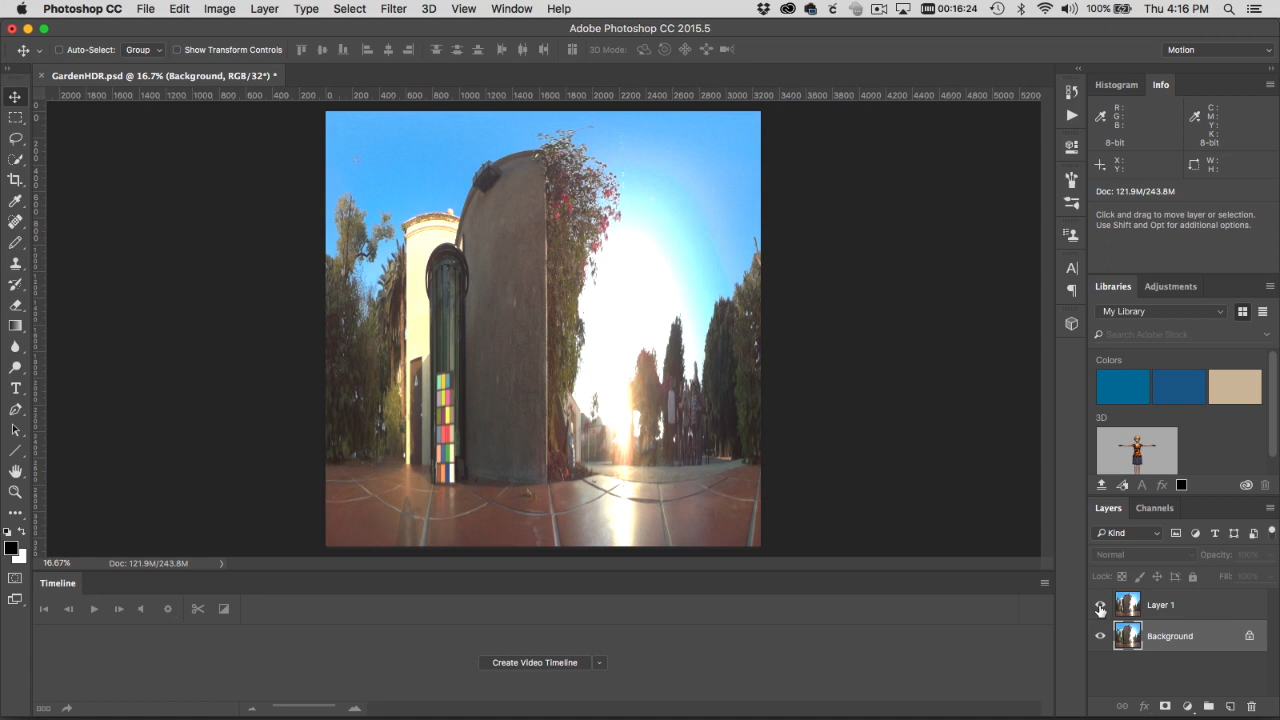 Photoshop CC File Edit Image Layer Type Select Filter 3D View Window Help 00:16:24 100% Thu 4:16 PM
Adobe Photoshop CC 2015.5
Auto-Select: Group Show Transform Controls 3D Mode: Motion
× GardenHDR.psd @ 16.7% (Background, RGB/32*) *
2000 1800 1600 1400 1200 1000 800 600 400 200 0 200 400 600 800 1000 1200 1400 1600 1800 2000 2200 2400 2600 2800 3000 3200 3400 3600 3800 4000 4200 4400 4600 4800 5000 5200
Histogram Info
R: C:
G: M:
B: Y:
K:
8-bit 8-bit
X: W:
Y: H:
Doc: 121.9M/243.8M
Click and drag to move layer or selection.
Use Shift and Opt for additional options.
Libraries Adjustments
My Library
Search Adobe Stock
Colors
3D
Layers Channels
Kind
Normal Opacity: 100%
Lock: Fill: 100%
Layer 1
Background
16.67% Doc: 121.9M/243.8M
Timeline
Create Video Timeline